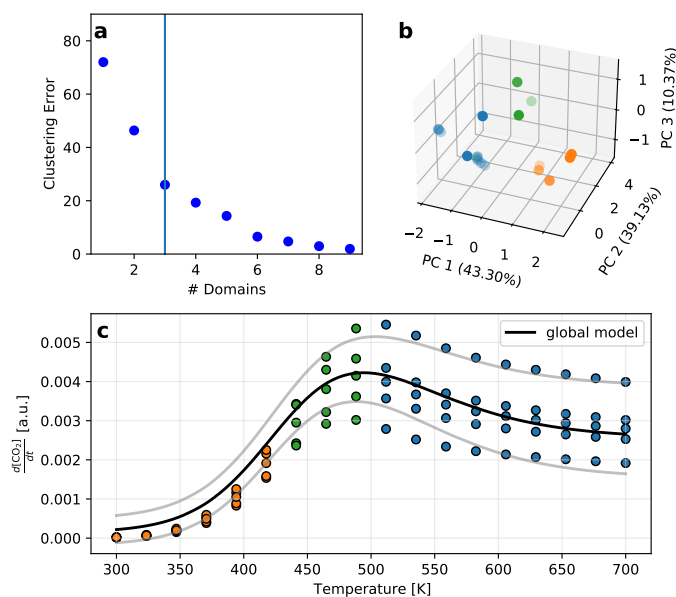 a
80
60
40
20
0
Clustering Error
2
4
6
8
# Domains
b
−2
−1
0
1
2
PC 1 (43.30%)
0
2
4
PC 2 (39.13%)
−1
0
1
PC 3 (10.37%)
c
global model
0.005
0.004
0.003
0.002
0.001
0.000
d[CO₂]
dt
[a.u.]
300
350
400
450
500
550
600
650
700
Temperature [K]